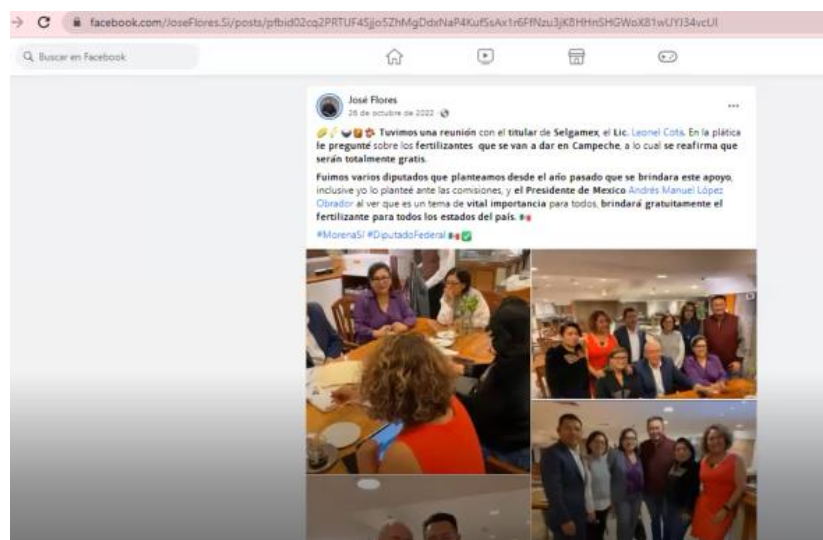 facebook.com/JoseFlores.Si/posts/pfbid02cq2PRTUF4Sjjo5ZhMgDdxNaP4KufSsAx1r6FfNzu3jK8HHnSHGWoX81wUYJ34vcUl
Buscar en Facebook
José Flores
26 de octubre de 2022 ·
Tuvimos una reunión con el titular de Selgamex, el Lic. Leonel Cota. En la plática
le pregunté sobre los fertilizantes que se van a dar en Campeche, a lo cual se reafirma que
serán totalmente gratis.
Fuimos varios diputados que planteamos desde el año pasado que se brindara este apoyo,
inclusive yo lo planteé ante las comisiones, y el Presidente de Mexico Andrés Manuel López
Obrador al ver que es un tema de vital importancia para todos, brindará gratuitamente el
fertilizante para todos los estados del país.
#MorenaSí #DiputadoFederal